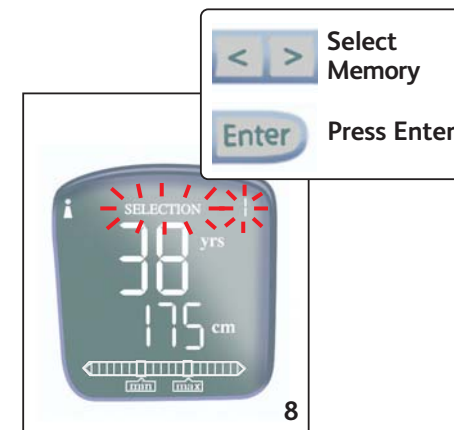 < > Select
Memory
Enter Press Enter
SELECTION 1
38 yrs
175 cm
min max
8